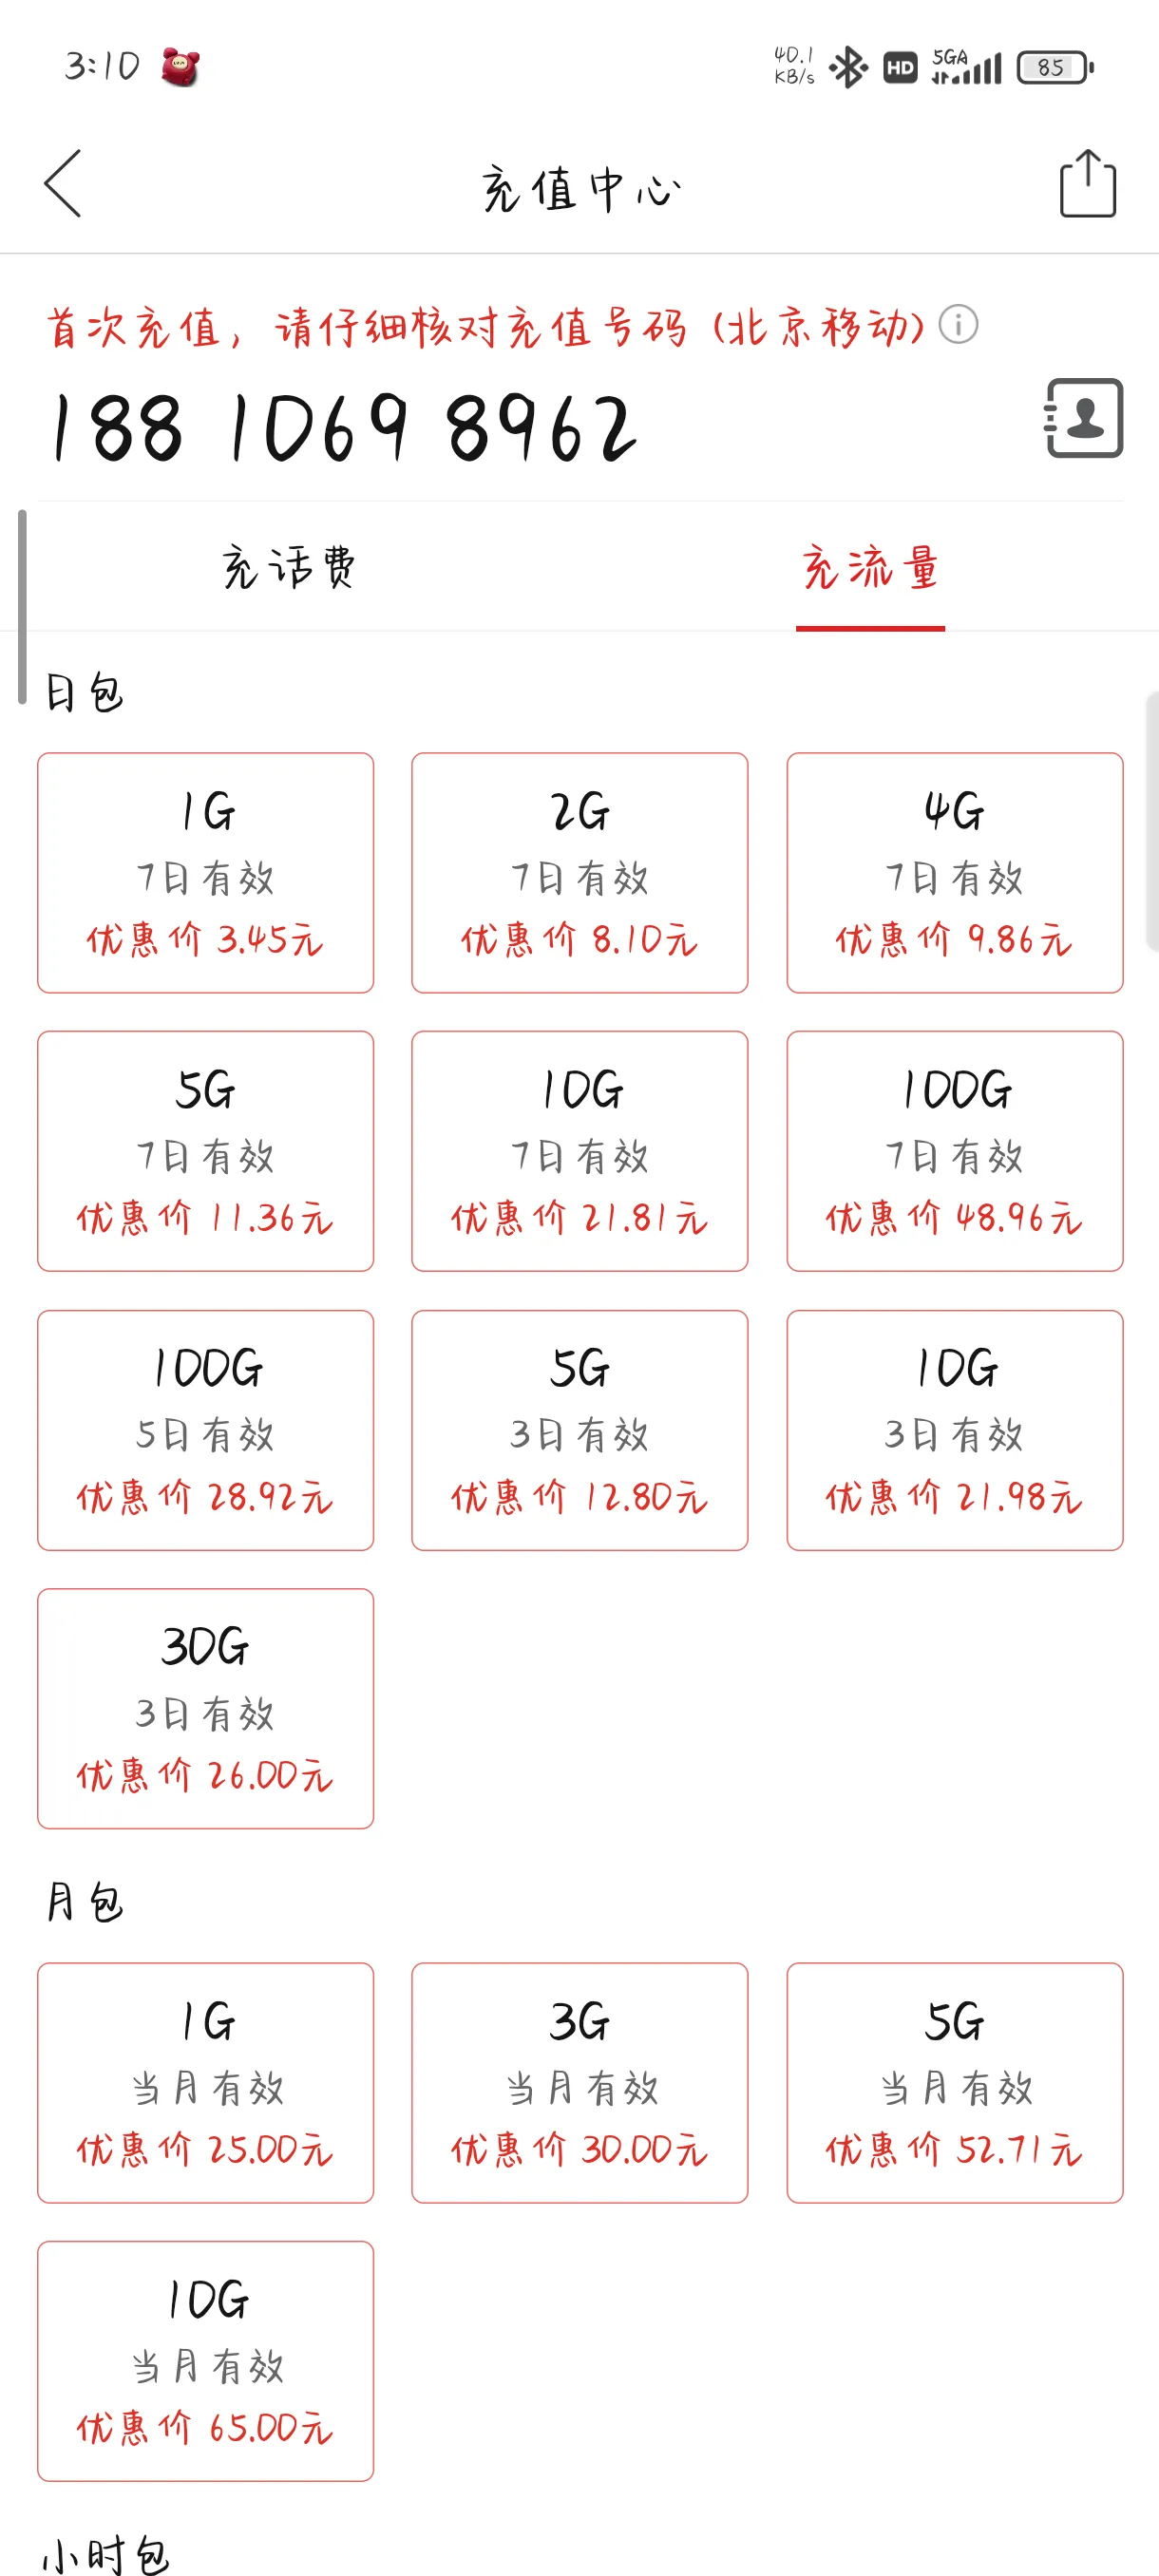 3:10
40.1 KB/s HD 5GA 85
充值中心
首次充值，请仔细核对充值号码（北京移动）
188 1069 8962
充话费 充流量
日包
1G 2G 4G
7日有效 7日有效 7日有效
优惠价 3.45元 优惠价 8.10元 优惠价 9.86元
5G 10G 100G
7日有效 7日有效 7日有效
优惠价 11.36元 优惠价 21.81元 优惠价 48.96元
100G 5G 10G
5日有效 3日有效 3日有效
优惠价 28.92元 优惠价 12.80元 优惠价 21.98元
30G
3日有效
优惠价 26.00元
月包
1G 3G 5G
当月有效 当月有效 当月有效
优惠价 25.00元 优惠价 30.00元 优惠价 52.71元
10G
当月有效
优惠价 65.00元
小时包